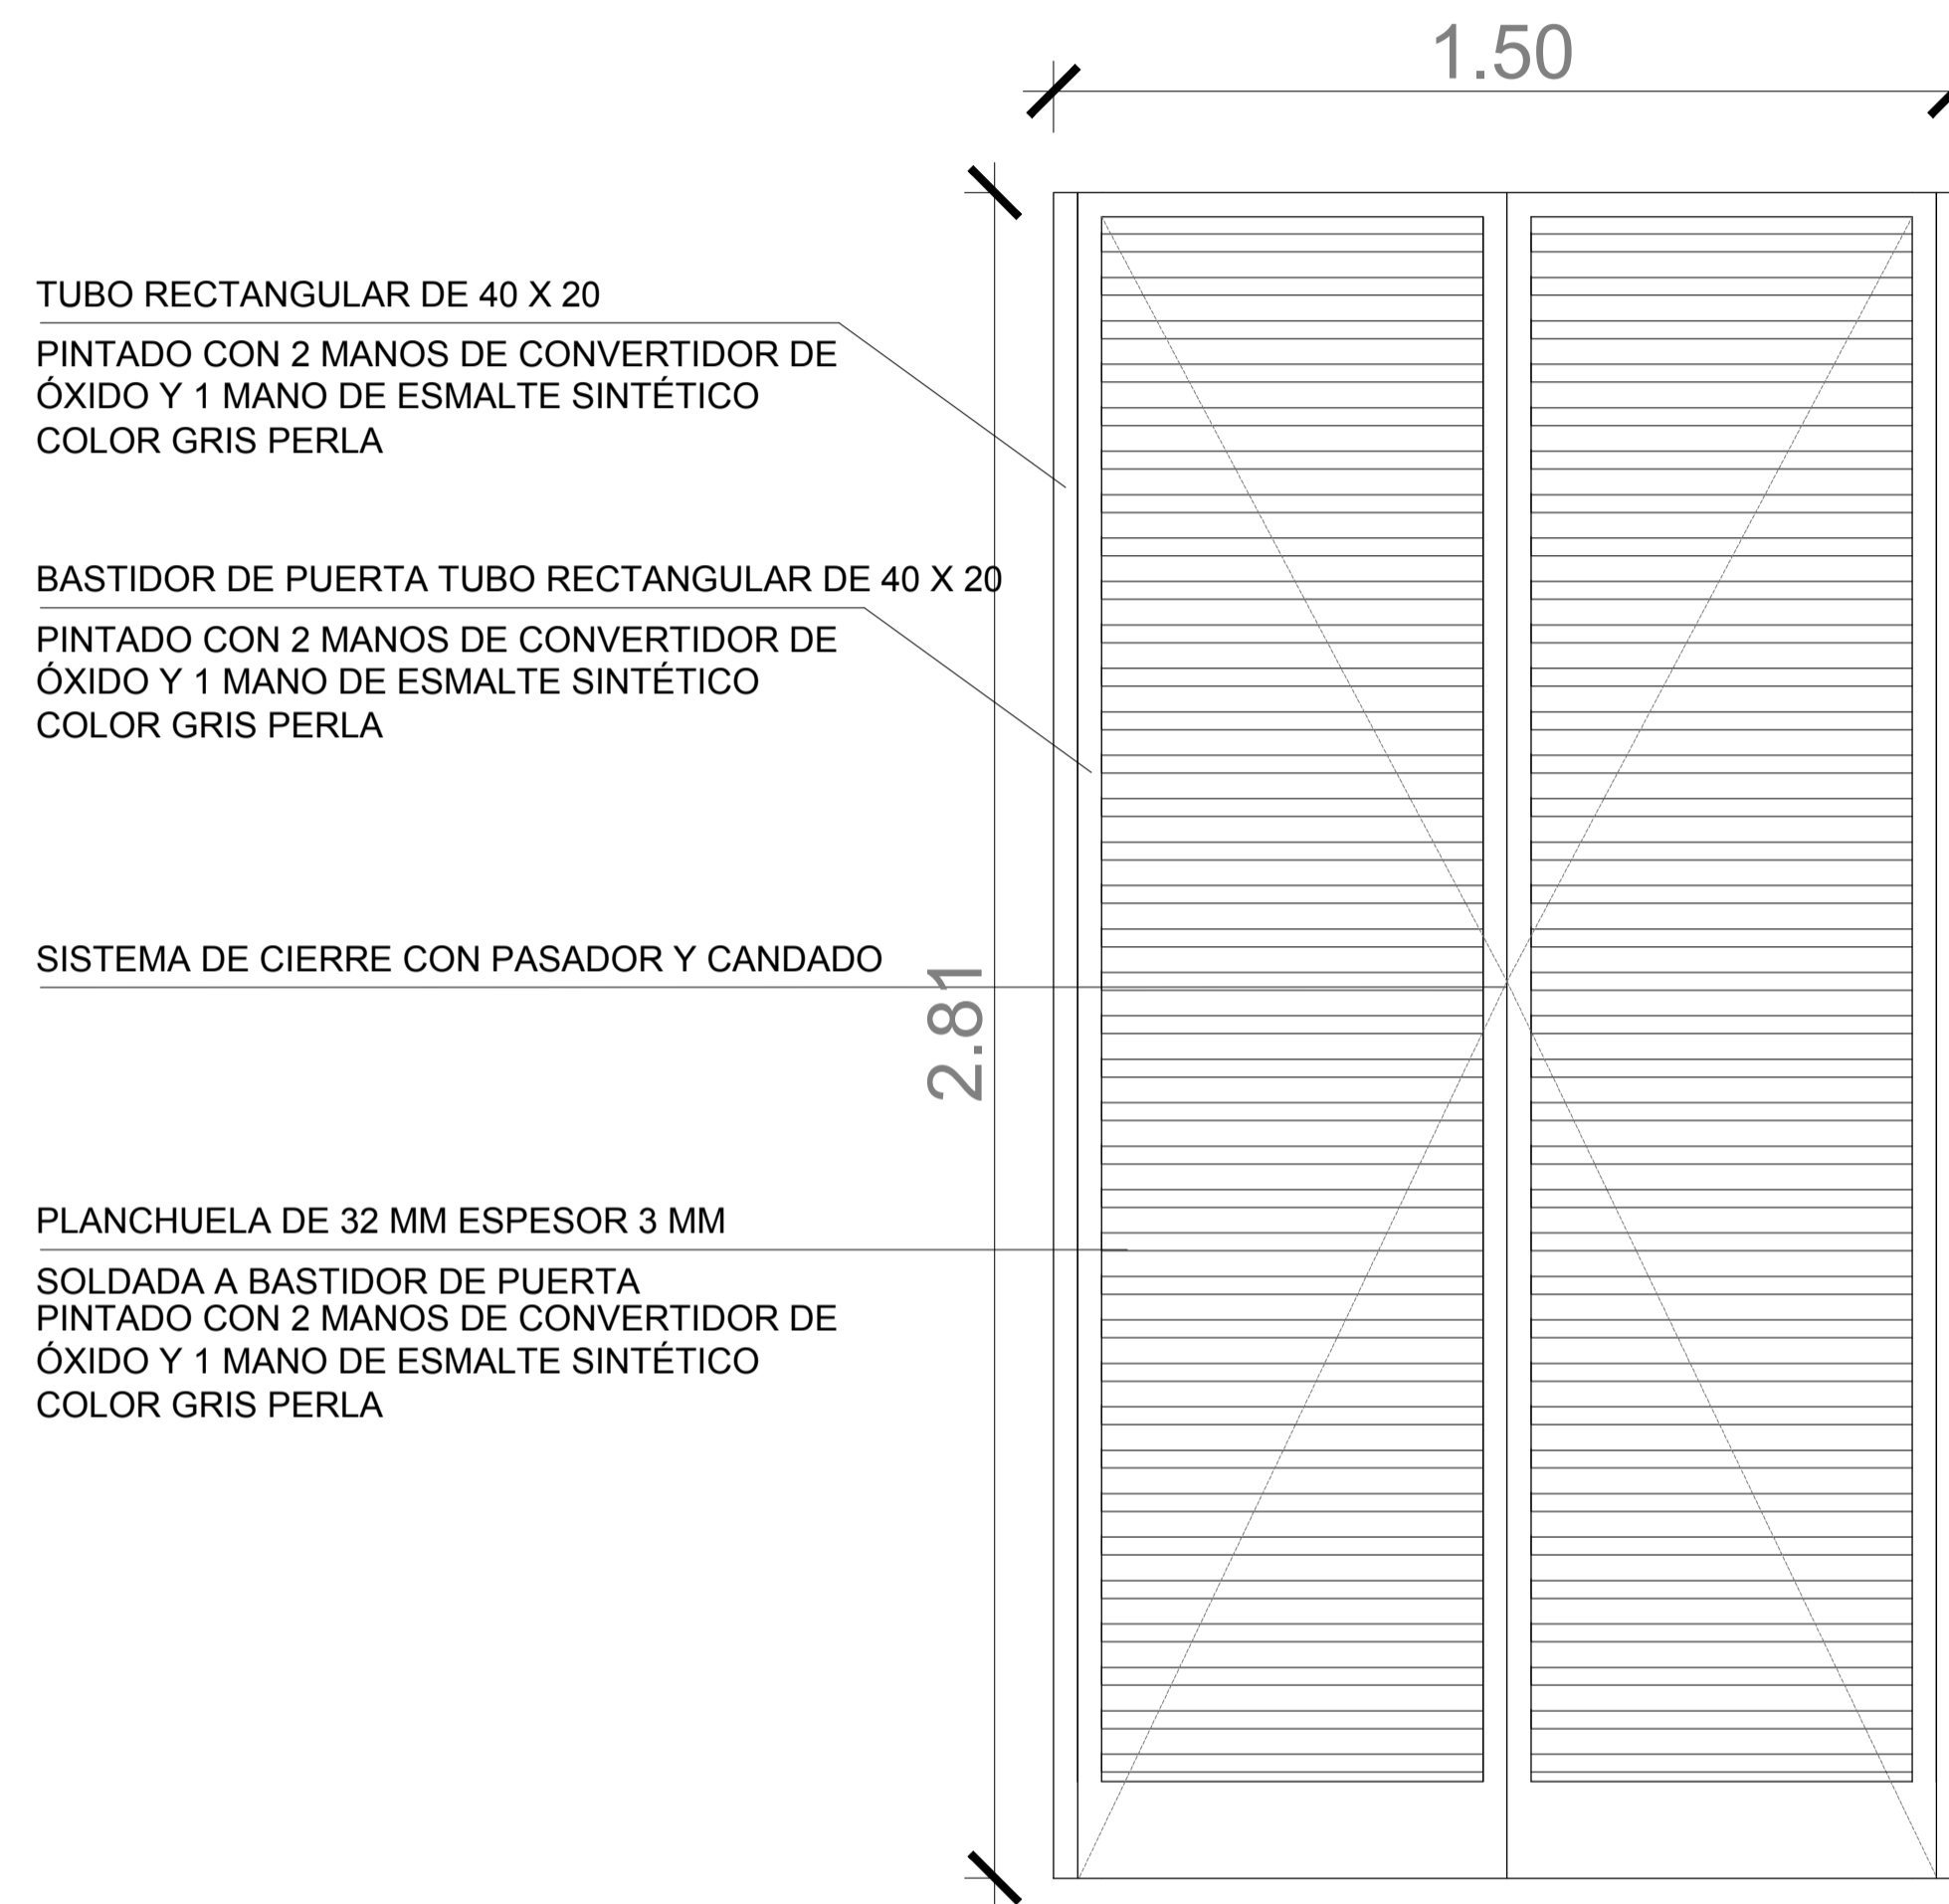 1.50
TUBO RECTANGULAR DE 40 X 20
PINTADO CON 2 MANOS DE CONVERTIDOR DE
ÓXIDO Y 1 MANO DE ESMALTE SINTÉTICO
COLOR GRIS PERLA
BASTIDOR DE PUERTA TUBO RECTANGULAR DE 40 X 20
PINTADO CON 2 MANOS DE CONVERTIDOR DE
ÓXIDO Y 1 MANO DE ESMALTE SINTÉTICO
COLOR GRIS PERLA
SISTEMA DE CIERRE CON PASADOR Y CANDADO
2.81
PLANCHUELA DE 32 MM ESPESOR 3 MM
SOLDADA A BASTIDOR DE PUERTA
PINTADO CON 2 MANOS DE CONVERTIDOR DE
ÓXIDO Y 1 MANO DE ESMALTE SINTÉTICO
COLOR GRIS PERLA